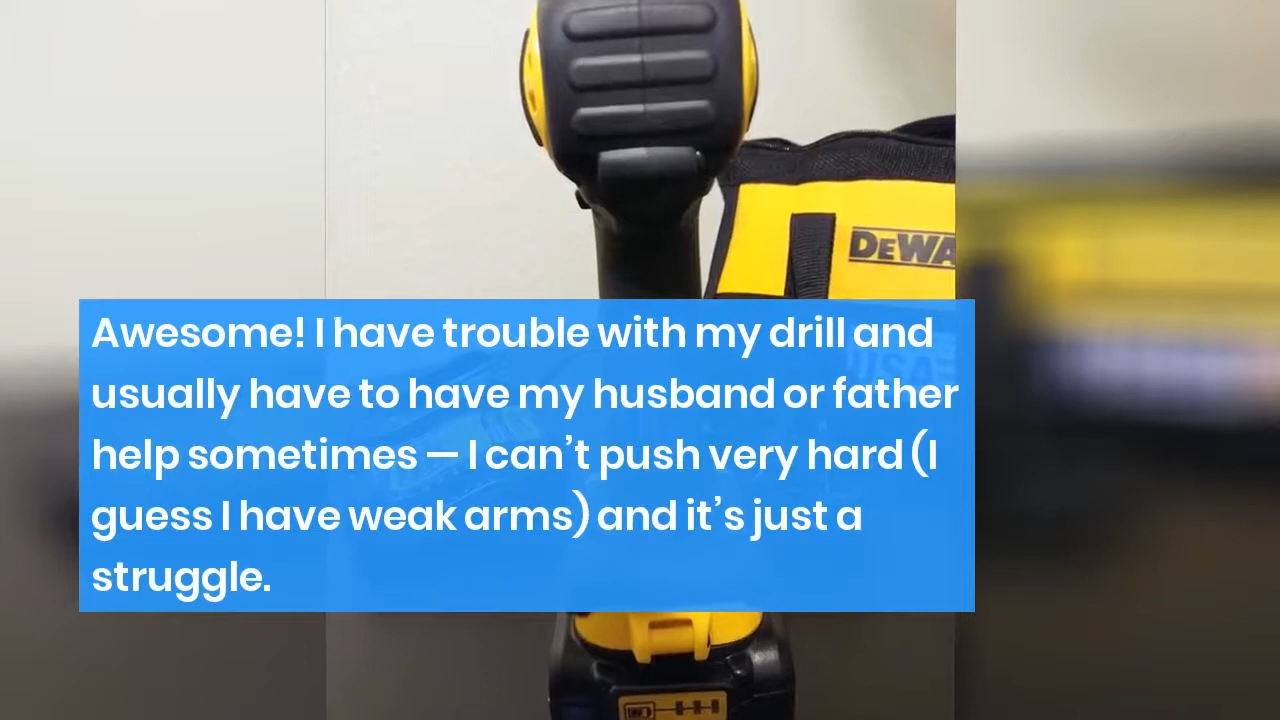 DEWA
Awesome! I have trouble with my drill and
usually have to have my husband or father
help sometimes — I can’t push very hard (I
guess I have weak arms) and it’s just a
struggle.